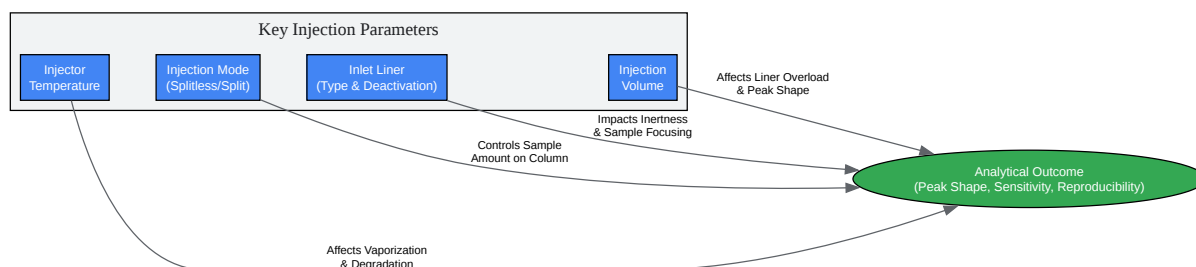 Key Injection Parameters
Injector
Temperature
Injection Mode
(Splitless/Split)
Inlet Liner
(Type & Deactivation)
Injection
Volume
Affects Liner Overload
& Peak Shape
Impacts Inertness
& Sample Focusing
Controls Sample
Amount on Column
Analytical Outcome
(Peak Shape, Sensitivity, Reproducibility)
Affects Vaporization
& Degradation